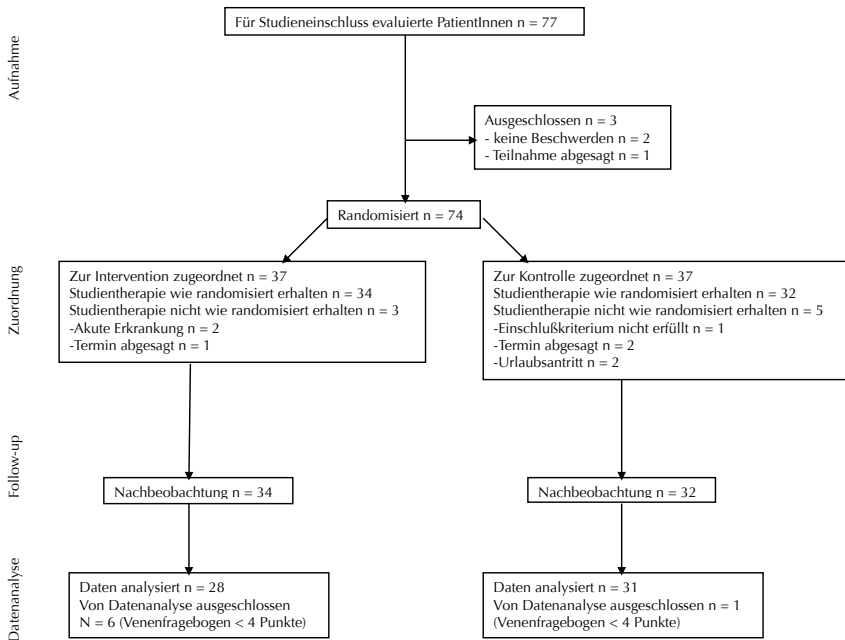 Für Studieneinschluss evaluierte PatientInnen n = 77
Aufnahme
Ausgeschlossen n = 3
- keine Beschwerden n = 2
- Teilnahme abgesagt n = 1
Randomisiert n = 74
Zuordnung
Zur Intervention zugeordnet n = 37
Studientherapie wie randomisiert erhalten n = 34
Studientherapie nicht wie randomisiert erhalten n = 3
-Akute Erkrankung n = 2
-Termin abgesagt n = 1
Zur Kontrolle zugeordnet n = 37
Studientherapie wie randomisiert erhalten n = 32
Studientherapie nicht wie randomisiert erhalten n = 5
-Einschlußkriterium nicht erfüllt n = 1
-Termin abgesagt n = 2
-Urlaubsantritt n = 2
Follow-up
Nachbeobachtung n = 34
Nachbeobachtung n = 32
Datenanalyse
Daten analysiert n = 28
Von Datenanalyse ausgeschlossen
N = 6 (Venenfragebogen < 4 Punkte)
Daten analysiert n = 31
Von Datenanalyse ausgeschlossen n = 1
(Venenfragebogen < 4 Punkte)